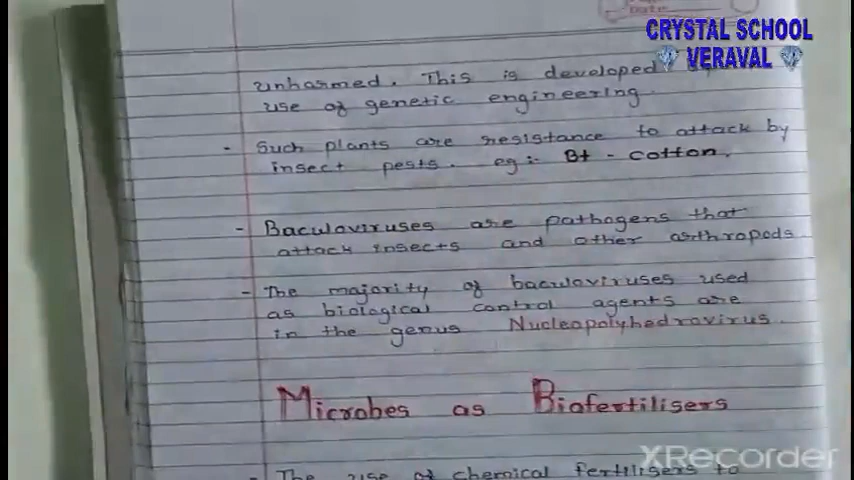 Date
CRYSTAL SCHOOL
VERAVAL
unharmed. This is developed
use of genetic engineering.
- Such plants are resistance to attack by
insect pests. eg:- Bt - cotton.
- Baculoviruses are pathogens that
attack insects and other arthropods.
- The majority of baculoviruses used
as biological control agents are
in the genus Nucleopolyhedrovirus.
Microbes as Biofertilisers
- The use of chemical fertilisers to
XRecorder